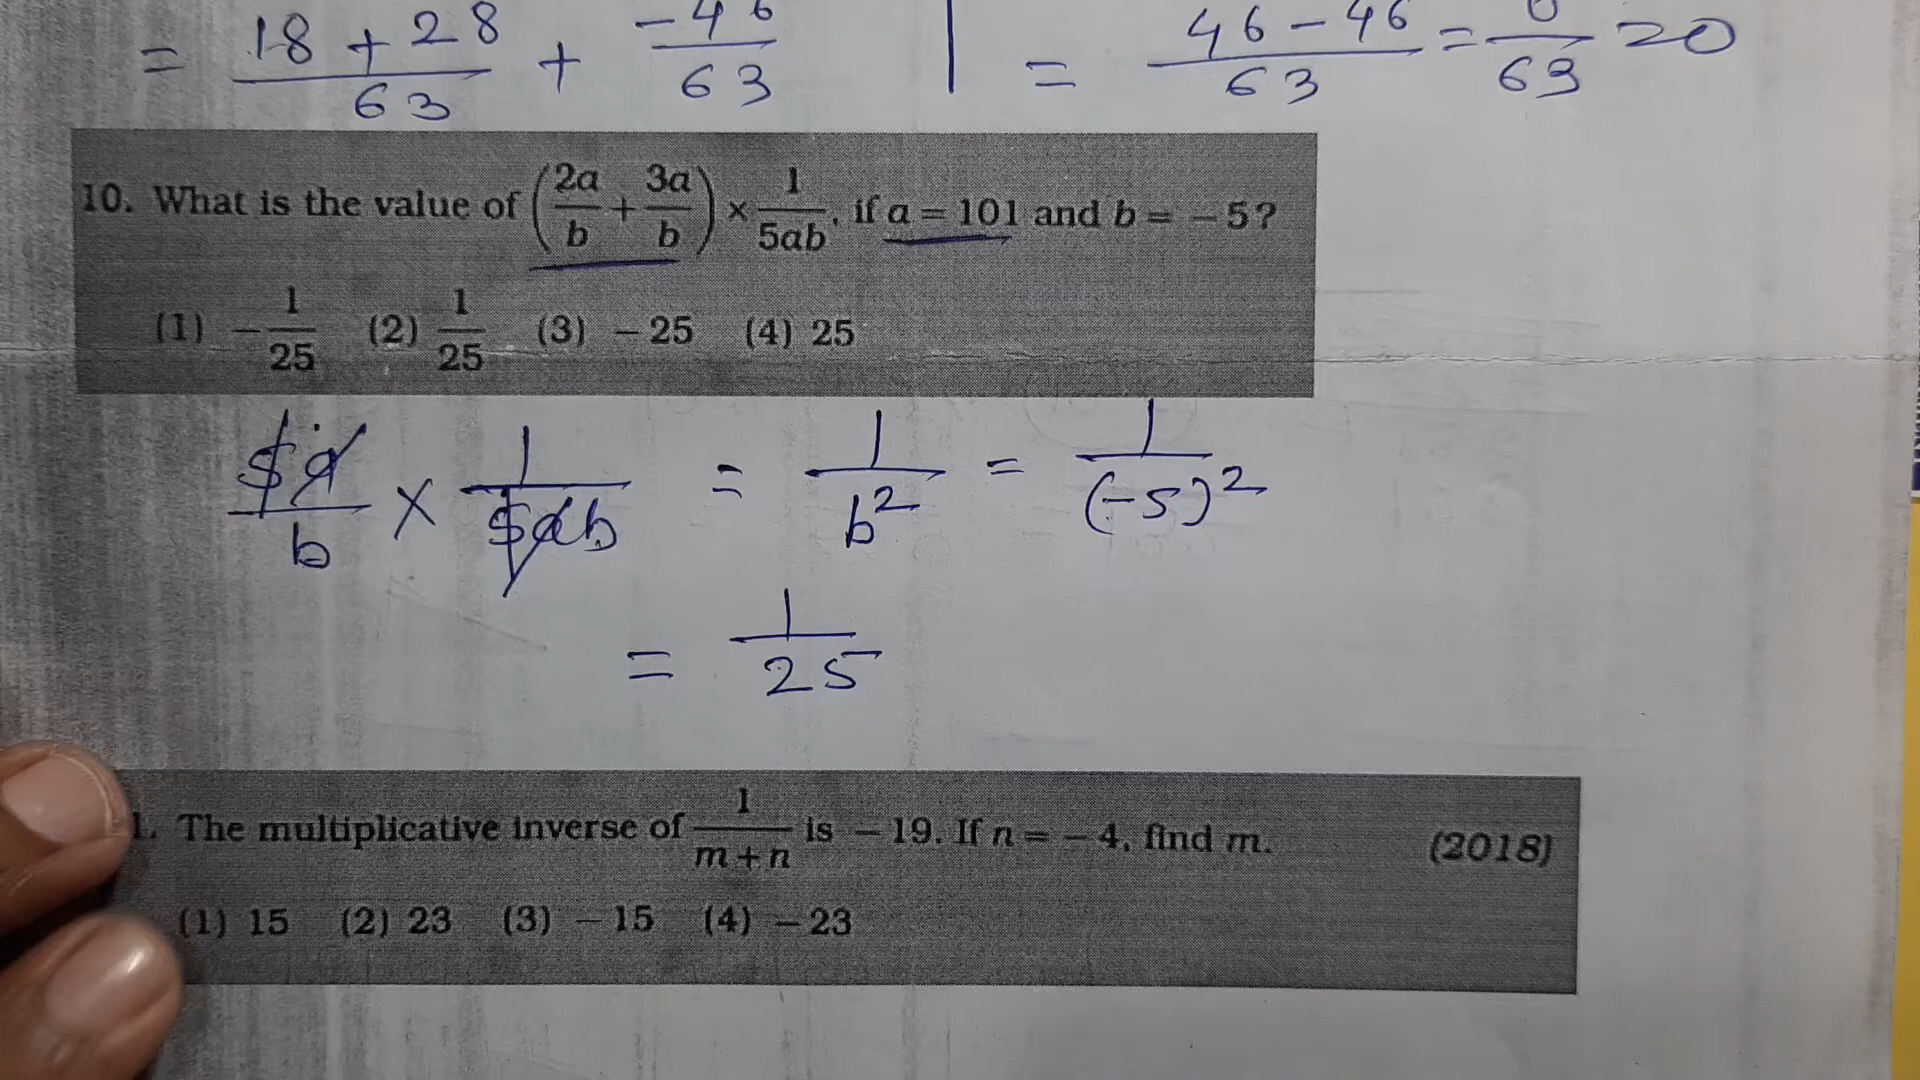 = 18 + 28 / 63 + -46 / 63 | = 46 - 46 / 63 = 0 / 63 = 0
10. What is the value of (2a/b + 3a/b) × 1/5ab, if a = 101 and b = - 5?
(1) - 1/25 (2) 1/25 (3) - 25 (4) 25
5a/b × 1/5ab = 1/b² = 1/(-5)²
= 1/25
1. The multiplicative inverse of 1/m+n is - 19. If n = - 4, find m. (2018)
(1) 15 (2) 23 (3) - 15 (4) - 23